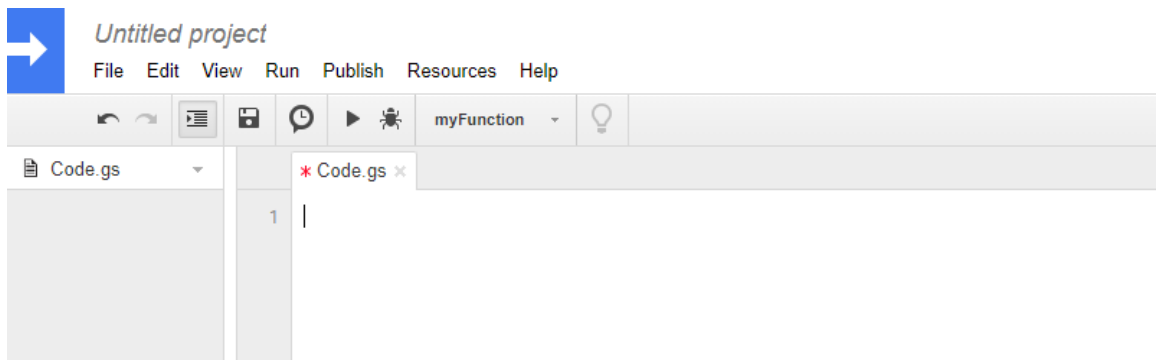 Untitled project
File Edit View Run Publish Resources Help
myFunction
Code.gs
* Code.gs ×
1